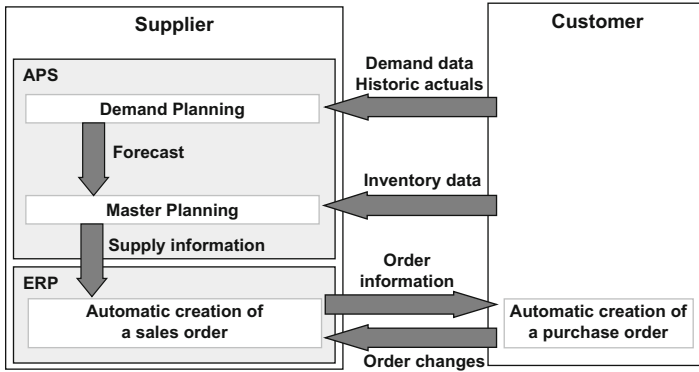 Supplier
Customer
APS
Demand data
Historic actuals
Demand Planning
Forecast
Inventory data
Master Planning
Supply information
Order
information
ERP
Automatic creation of
a sales order
Automatic creation of
a purchase order
Order changes